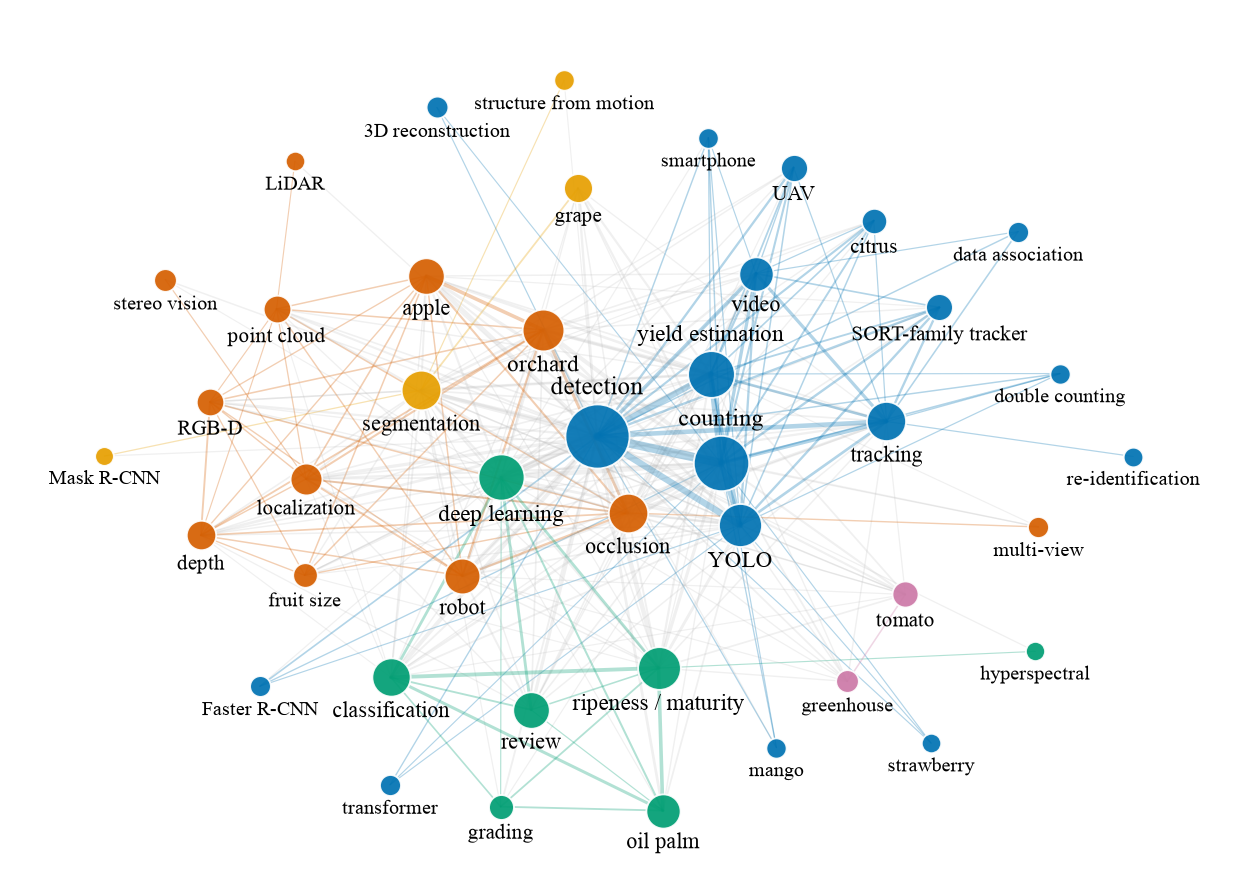 structure from motion
3D reconstruction
smartphone
LiDAR
UAV
grape
citrus
data association
stereo vision
apple
video
point cloud
yield estimation
SORT-family tracker
orchard
detection
double counting
counting
segmentation
RGB-D
tracking
Mask R-CNN
re-identification
localization
deep learning
occlusion
multi-view
YOLO
depth
fruit size
robot
tomato
hyperspectral
ripeness / maturity
greenhouse
Faster R-CNN
classification
review
strawberry
mango
transformer
grading
oil palm